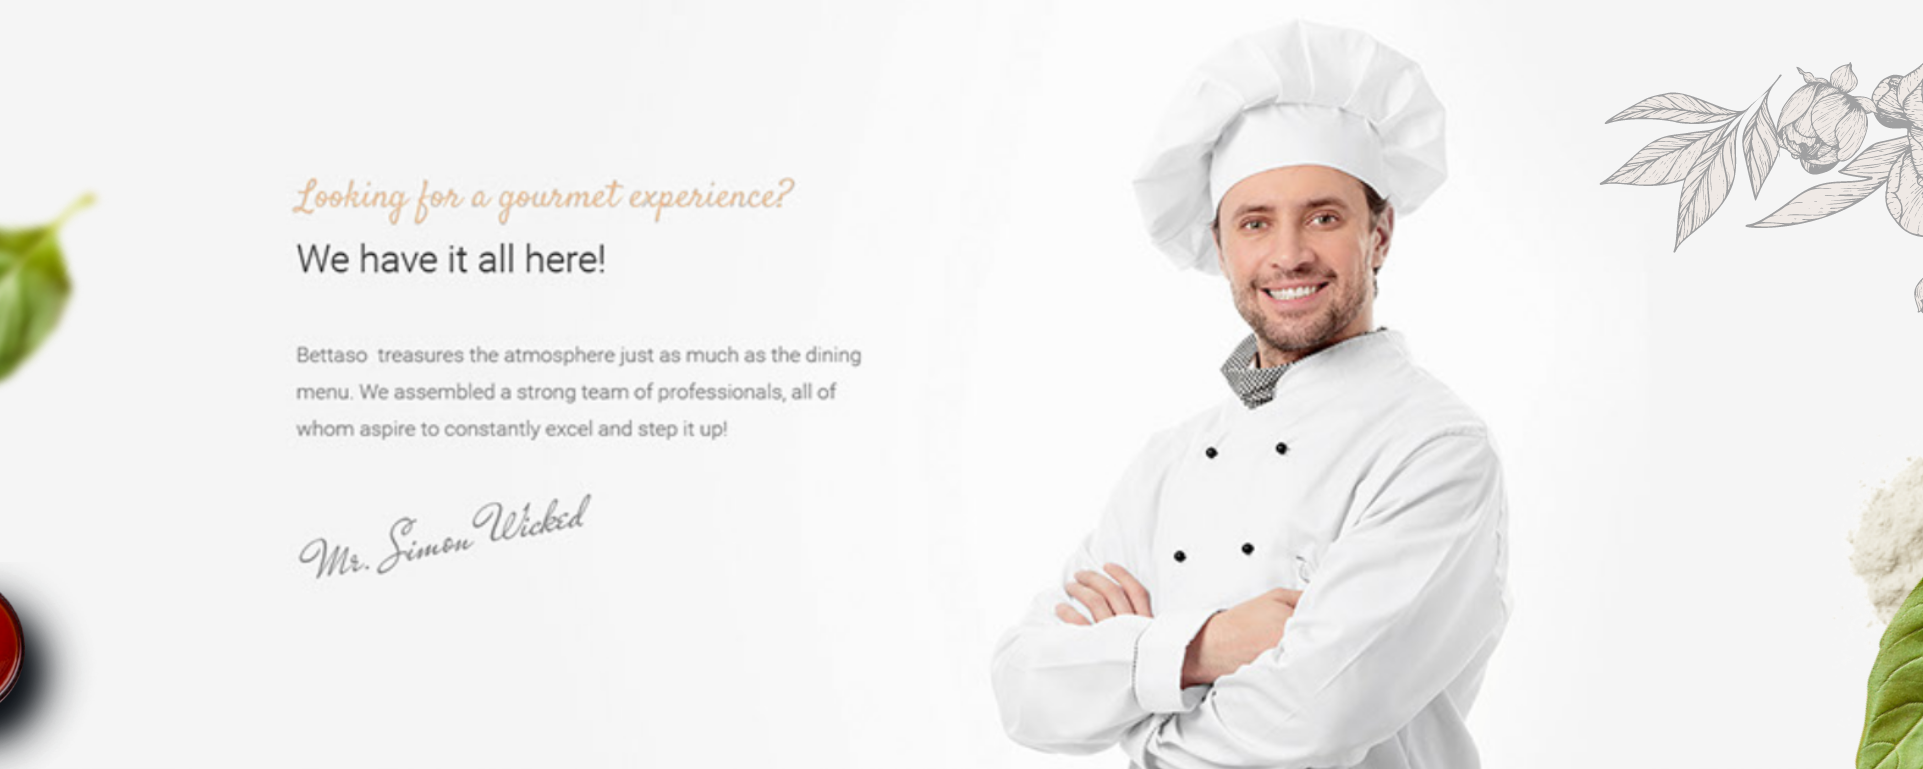 Looking for a gourmet experience?
We have it all here!
Bettaso treasures the atmosphere just as much as the dining
menu. We assembled a strong team of professionals, all of
whom aspire to constantly excel and step it up!
Mr. Simon Wicked